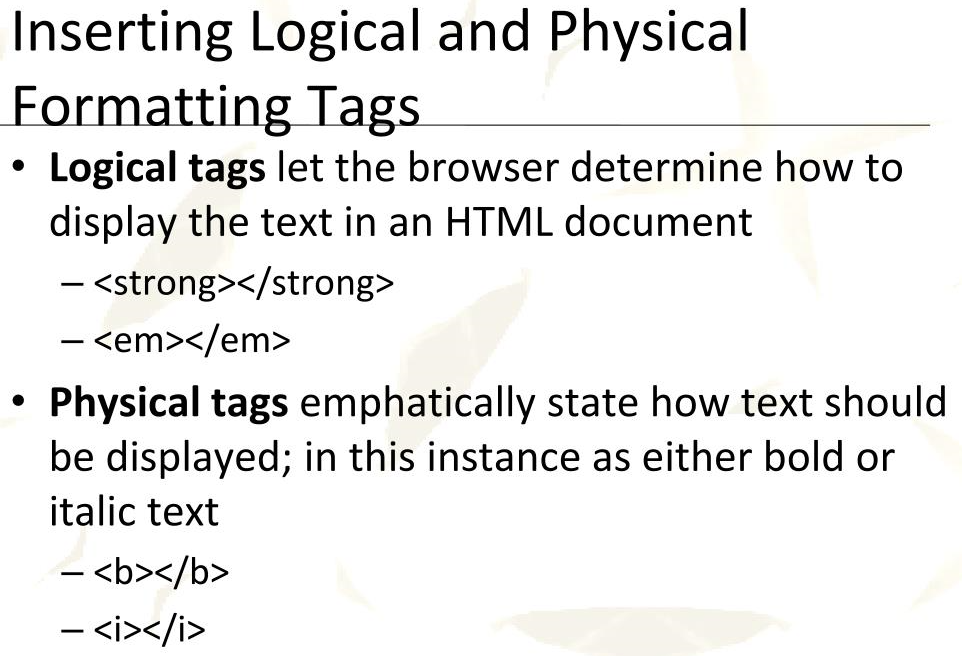 Inserting Logical and Physical
Formatting Tags
• Logical tags let the browser determine how to
display the text in an HTML document
– <strong></strong>
– <em></em>
• Physical tags emphatically state how text should
be displayed; in this instance as either bold or
italic text
– <b></b>
– <i></i>